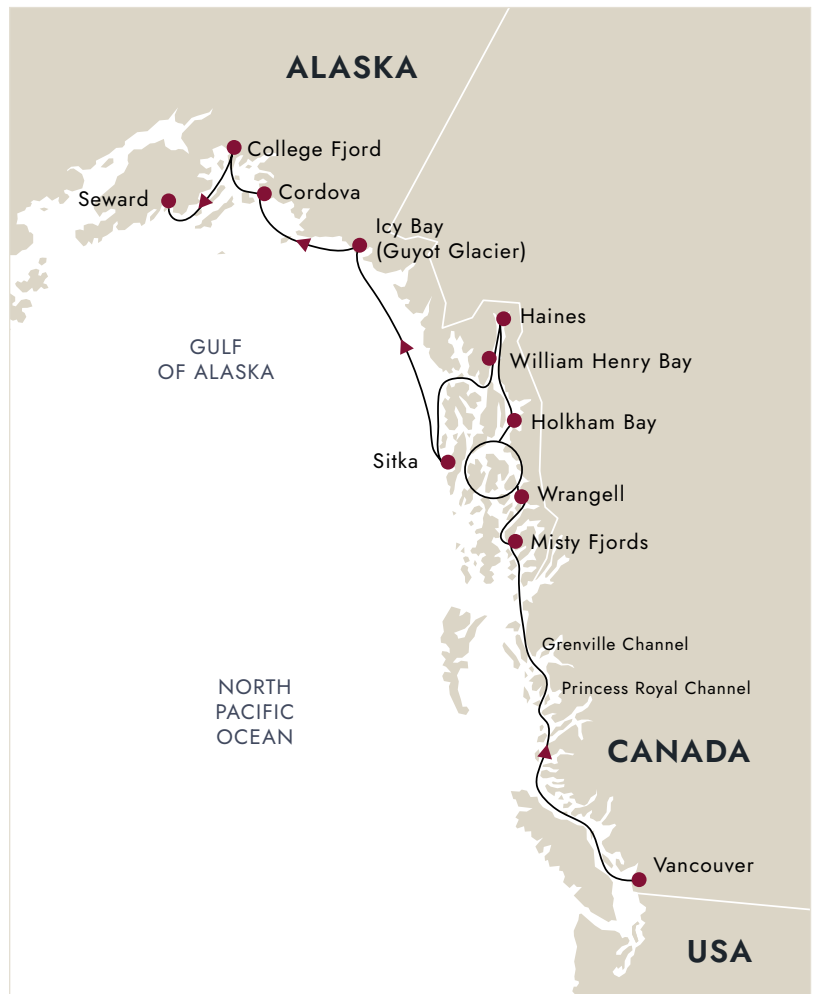 ALASKA
College Fjord
Seward
Cordova
Icy Bay
(Guyot Glacier)
Haines
GULF
OF ALASKA
William Henry Bay
Holkham Bay
Sitka
Wrangell
Misty Fjords
Grenville Channel
Princess Royal Channel
NORTH
PACIFIC
OCEAN
CANADA
Vancouver
USA